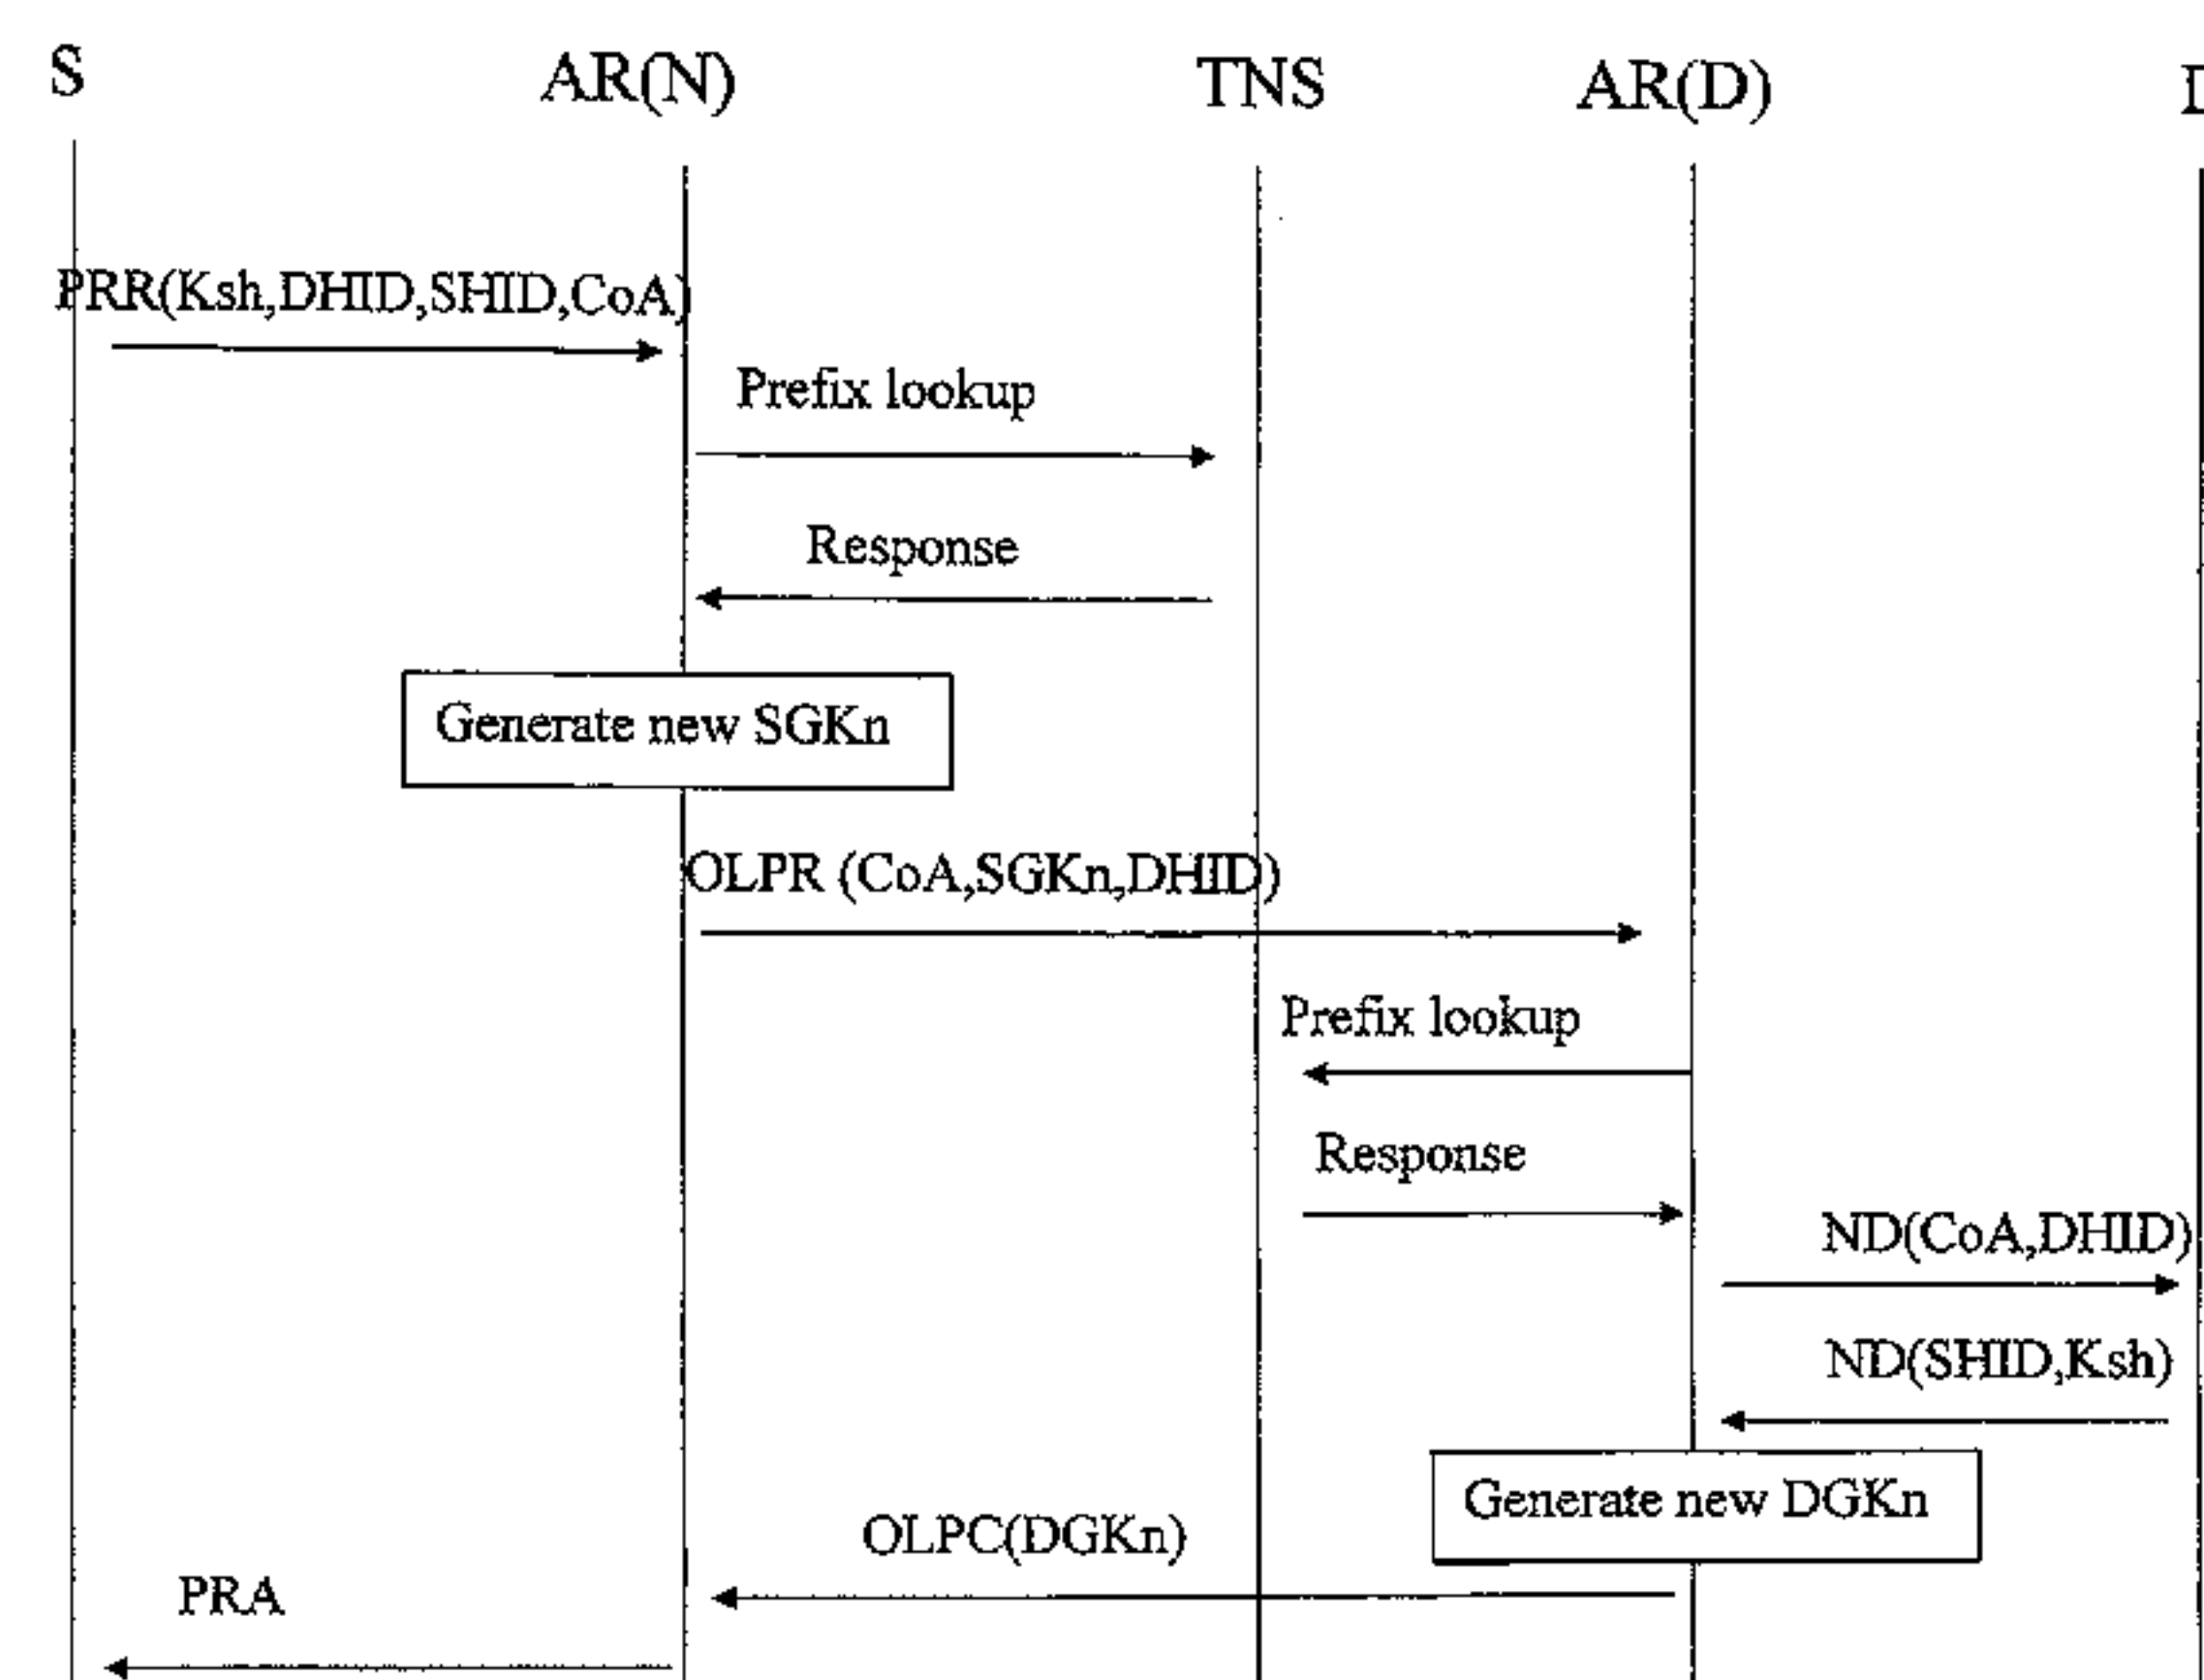 S AR(N) TNS AR(D) D
PRR(Ksh,DHID,SHID,CoA)
Prefix lookup
Response
Generate new SGKn
OLPR (CoA,SGKn,DHID)
Prefix lookup
Response
ND(CoA,DHID)
ND(SHID,Ksh)
Generate new DGKn
OLPC(DGKn)
PRA